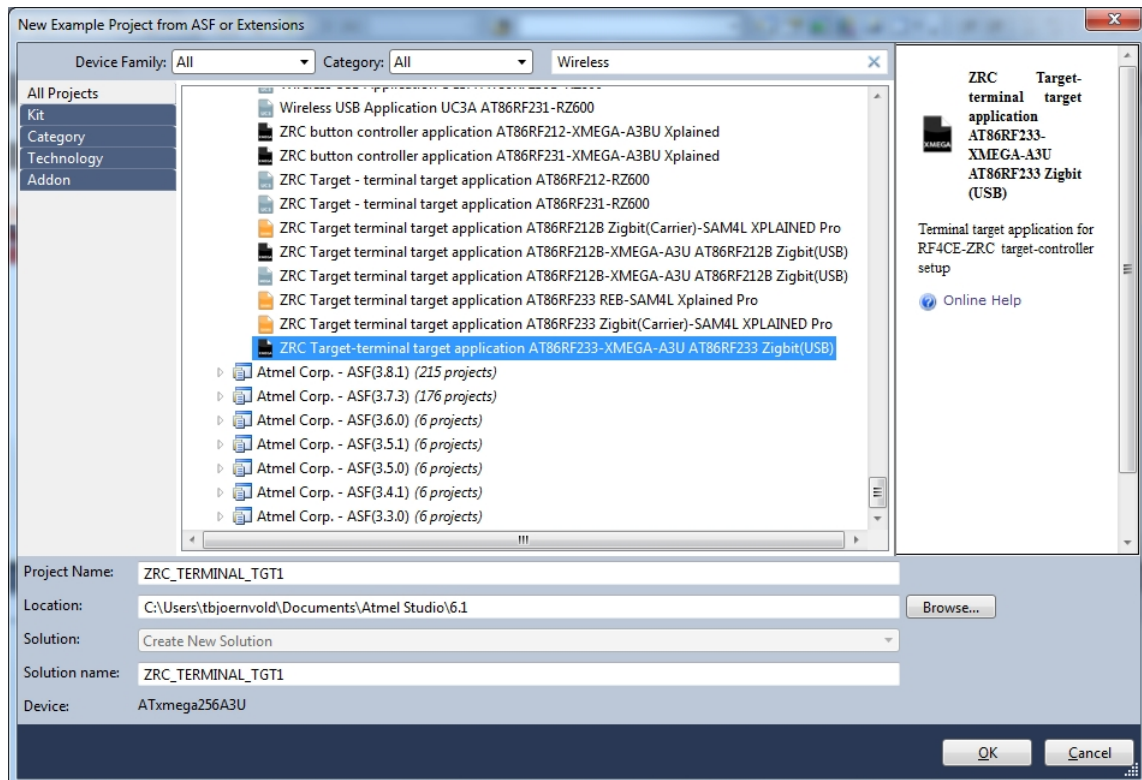 New Example Project from ASF or Extensions
Device Family: All Category: All Wireless
All Projects
Kit
Category
Technology
Addon
Wireless USB Application UC3A AT86RF231-RZ600
ZRC button controller application AT86RF212-XMEGA-A3BU Xplained
ZRC button controller application AT86RF231-XMEGA-A3BU Xplained
ZRC Target - terminal target application AT86RF212-RZ600
ZRC Target - terminal target application AT86RF231-RZ600
ZRC Target terminal target application AT86RF212B Zigbit(Carrier)-SAM4L XPLAINED Pro
ZRC Target terminal target application AT86RF212B-XMEGA-A3U AT86RF212B Zigbit(USB)
ZRC Target terminal target application AT86RF212B-XMEGA-A3U AT86RF212B Zigbit(USB)
ZRC Target terminal target application AT86RF233 REB-SAM4L Xplained Pro
ZRC Target terminal target application AT86RF233 Zigbit(Carrier)-SAM4L XPLAINED Pro
ZRC Target-terminal target application AT86RF233-XMEGA-A3U AT86RF233 Zigbit(USB)
Atmel Corp. - ASF(3.8.1) (215 projects)
Atmel Corp. - ASF(3.7.3) (176 projects)
Atmel Corp. - ASF(3.6.0) (6 projects)
Atmel Corp. - ASF(3.5.1) (6 projects)
Atmel Corp. - ASF(3.5.0) (6 projects)
Atmel Corp. - ASF(3.4.1) (6 projects)
Atmel Corp. - ASF(3.3.0) (6 projects)
XMEGA
ZRC Target-
terminal target
application
AT86RF233-
XMEGA-A3U
AT86RF233 Zigbit
(USB)
Terminal target application for
RF4CE-ZRC target-controller
setup
Online Help
Project Name: ZRC_TERMINAL_TGT1
Location: C:\Users\tbjoernvold\Documents\Atmel Studio\6.1 Browse...
Solution: Create New Solution
Solution name: ZRC_TERMINAL_TGT1
Device: ATxmega256A3U
OK Cancel